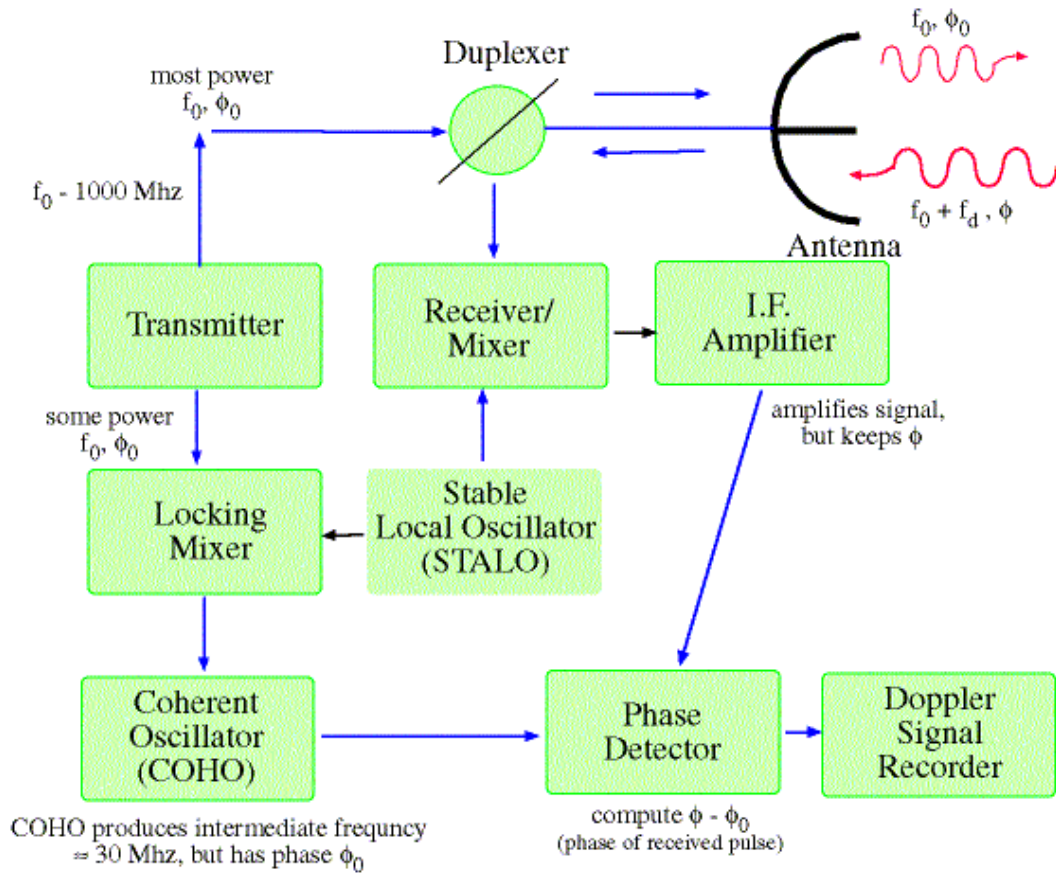 f0, ϕ0
Duplexer
most power
f0, ϕ0
f0 - 1000 Mhz
f0 + fd , ϕ
Antenna
Transmitter
Receiver/
Mixer
I.F.
Amplifier
some power
f0, ϕ0
amplifies signal,
but keeps ϕ
Locking
Mixer
Stable
Local Oscillator
(STALO)
Coherent
Oscillator
(COHO)
Phase
Detector
Doppler
Signal
Recorder
COHO produces intermediate frequncy
≈ 30 Mhz, but has phase ϕ0
compute ϕ - ϕ0
(phase of received pulse)